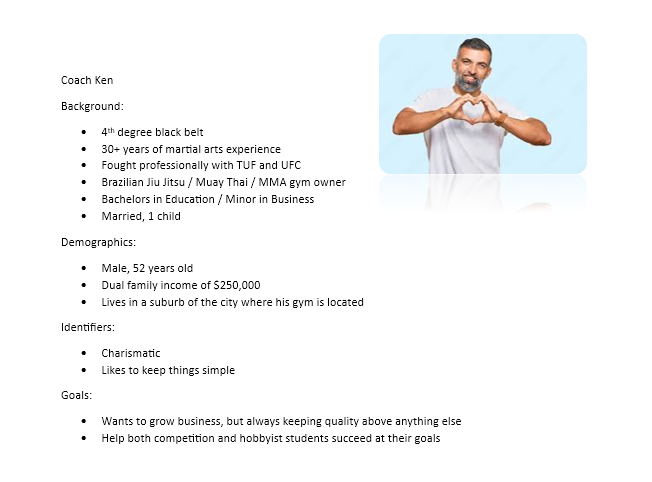 Coach Ken
Background:
• 4th degree black belt
• 30+ years of martial arts experience
• Fought professionally with TUF and UFC
• Brazilian Jiu Jitsu / Muay Thai / MMA gym owner
• Bachelors in Education / Minor in Business
• Married, 1 child
Demographics:
• Male, 52 years old
• Dual family income of $250,000
• Lives in a suburb of the city where his gym is located
Identifiers:
• Charismatic
• Likes to keep things simple
Goals:
• Wants to grow business, but always keeping quality above anything else
• Help both competition and hobbyist students succeed at their goals